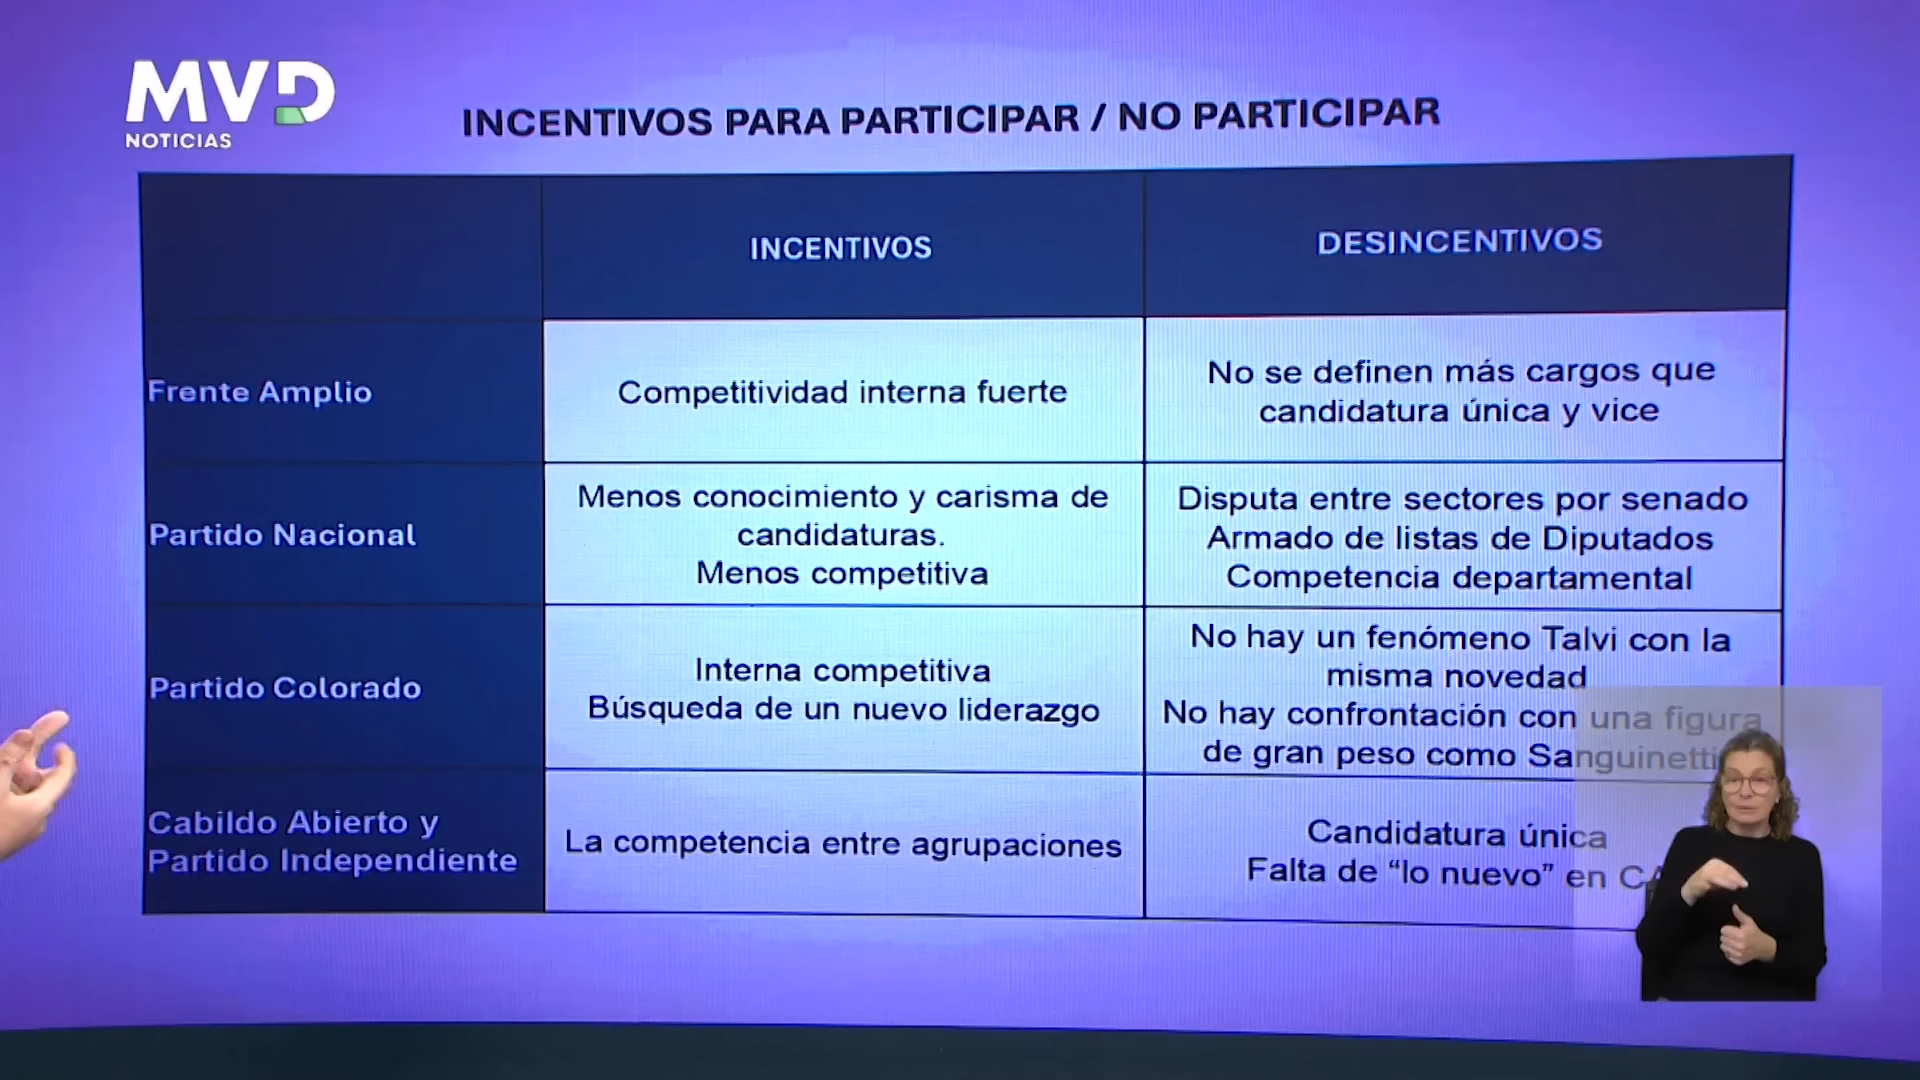 MVD
NOTICIAS
INCENTIVOS PARA PARTICIPAR / NO PARTICIPAR
INCENTIVOS
DESINCENTIVOS
Frente Amplio
Competitividad interna fuerte
No se definen más cargos que
candidatura única y vice
Partido Nacional
Menos conocimiento y carisma de
candidaturas.
Menos competitiva
Disputa entre sectores por senado
Armado de listas de Diputados
Competencia departamental
Partido Colorado
Interna competitiva
Búsqueda de un nuevo liderazgo
No hay un fenómeno Talvi con la
misma novedad
No hay confrontación con una figura
de gran peso como Sanguinetti
Cabildo Abierto y
Partido Independiente
La competencia entre agrupaciones
Candidatura única
Falta de “lo nuevo” en CA